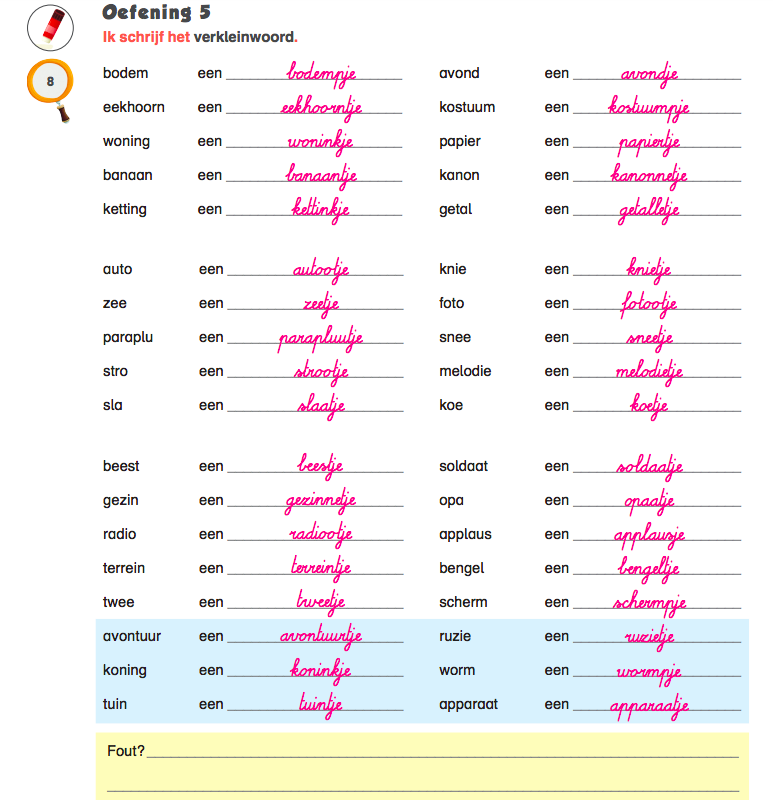 Oefening 5
Ik schrijf het verkleinwoord.
8
bodem een bodempje avond een avondje
eekhoorn een eekhoorntje kostuum een kostuumpje
woning een woninkje papier een papiertje
banaan een banaantje kanon een kanonnetje
ketting een kettinkje getal een getalletje
auto een autootje knie een knietje
zee een zeetje foto een fotootje
paraplu een parapluutje snee een sneetje
stro een strootje melodie een melodietje
sla een slaatje koe een koetje
beest een beestje soldaat een soldaatje
gezin een gezinnetje opa een opaatje
radio een radiootje applaus een applausje
terrein een terreintje bengel een bengeltje
twee een tweetje scherm een schermpje
avontuur een avontuurtje ruzie een ruzietje
koning een koninkje worm een wormpje
tuin een tuintje apparaat een apparaatje
Fout?